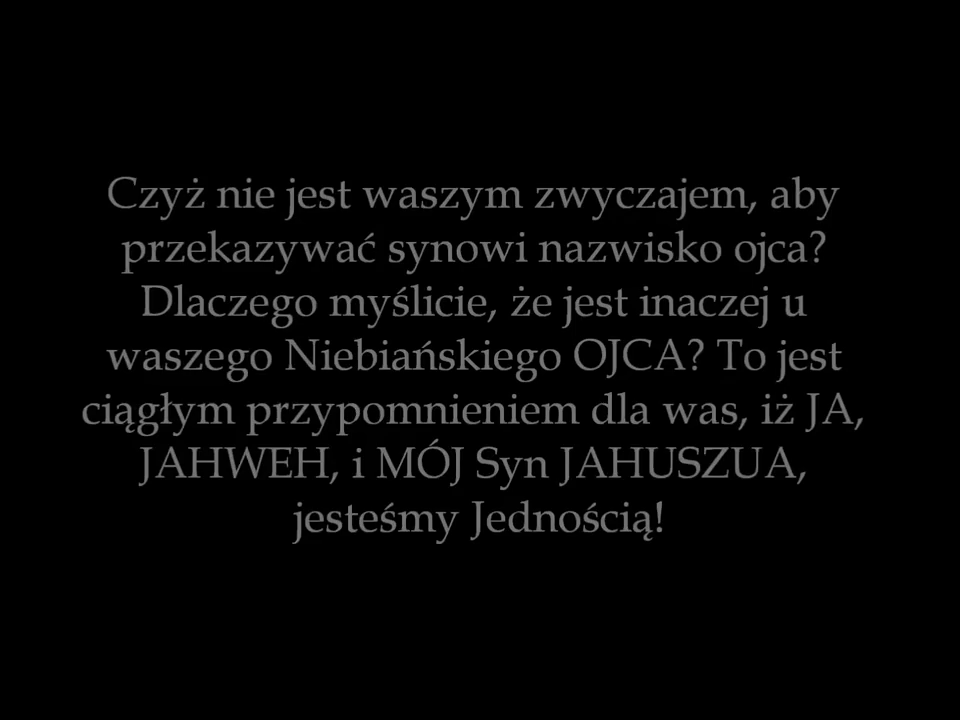 Czyż nie jest waszym zwyczajem, aby
przekazywać synowi nazwisko ojca?
Dlaczego myślicie, że jest inaczej u
waszego Niebiańskiego OJCA? To jest
ciągłym przypomnieniem dla was, iż JA,
JAHWEH, i MÓJ Syn JAHUSZUA,
jesteśmy Jednością!